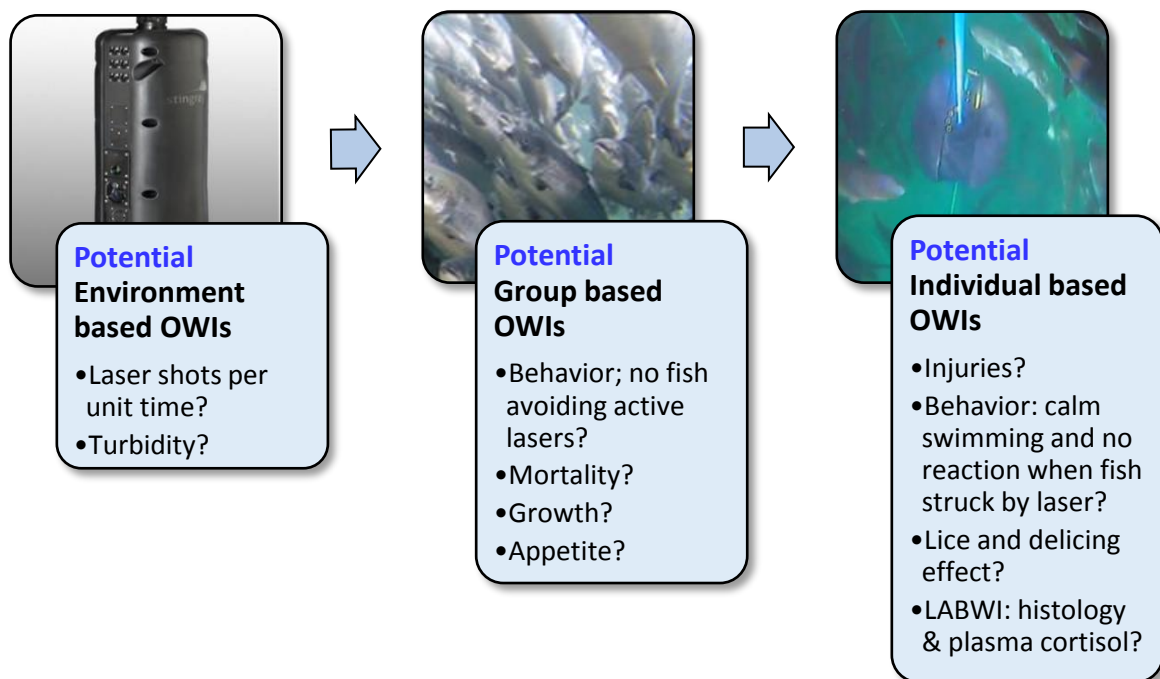 stingr
Potential
Environment
based OWIs
•Laser shots per
unit time?
•Turbidity?
Potential
Group based
OWIs
•Behavior; no fish
avoiding active
lasers?
•Mortality?
•Growth?
•Appetite?
Potential
Individual based
OWIs
•Injuries?
•Behavior: calm
swimming and no
reaction when fish
struck by laser?
•Lice and delicing
effect?
•LABWI: histology
& plasma cortisol?